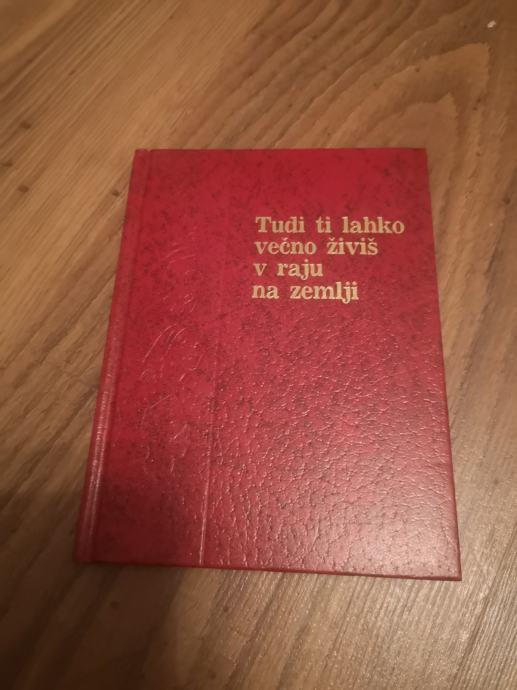 Tudi ti lahko
večno živiš
v raju
na zemlji